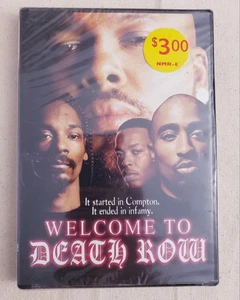 $3.00
It started in Compton.
It ended in infamy.
WELCOME TO
DEATH ROW